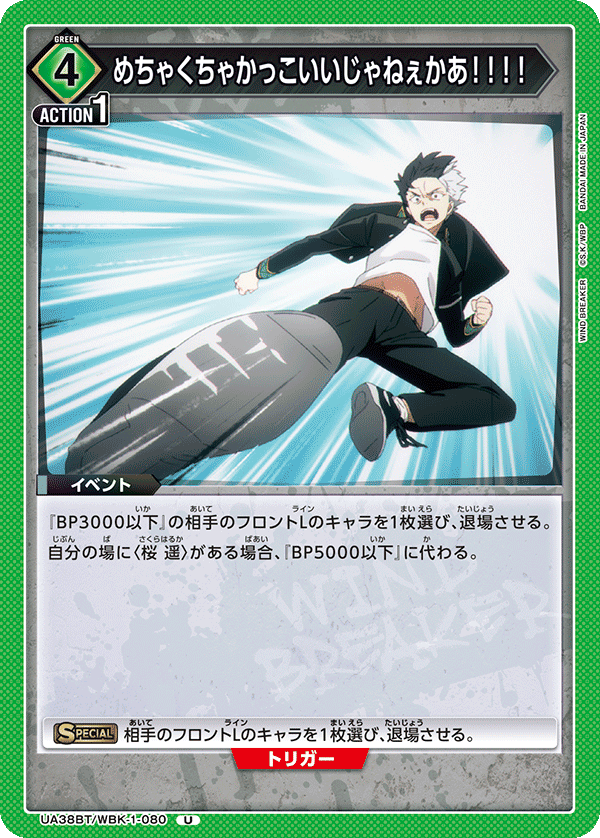 GREEN
4
めちゃくちゃかっこいいじゃねぇかあ!!!!
ACTION 1
WIND BREAKER ©S.K/WBP BANDAI MADE IN JAPAN
イベント
『BP3000以下』の相手のフロントLのキャラを1枚選び、退場させる。
自分の場に〈桜 遥〉がある場合、『BP5000以下』に代わる。
WIND
BREAKER
SPECIAL 相手のフロントLのキャラを1枚選び、退場させる。
トリガー
UA38BT/WBK-1-080 U